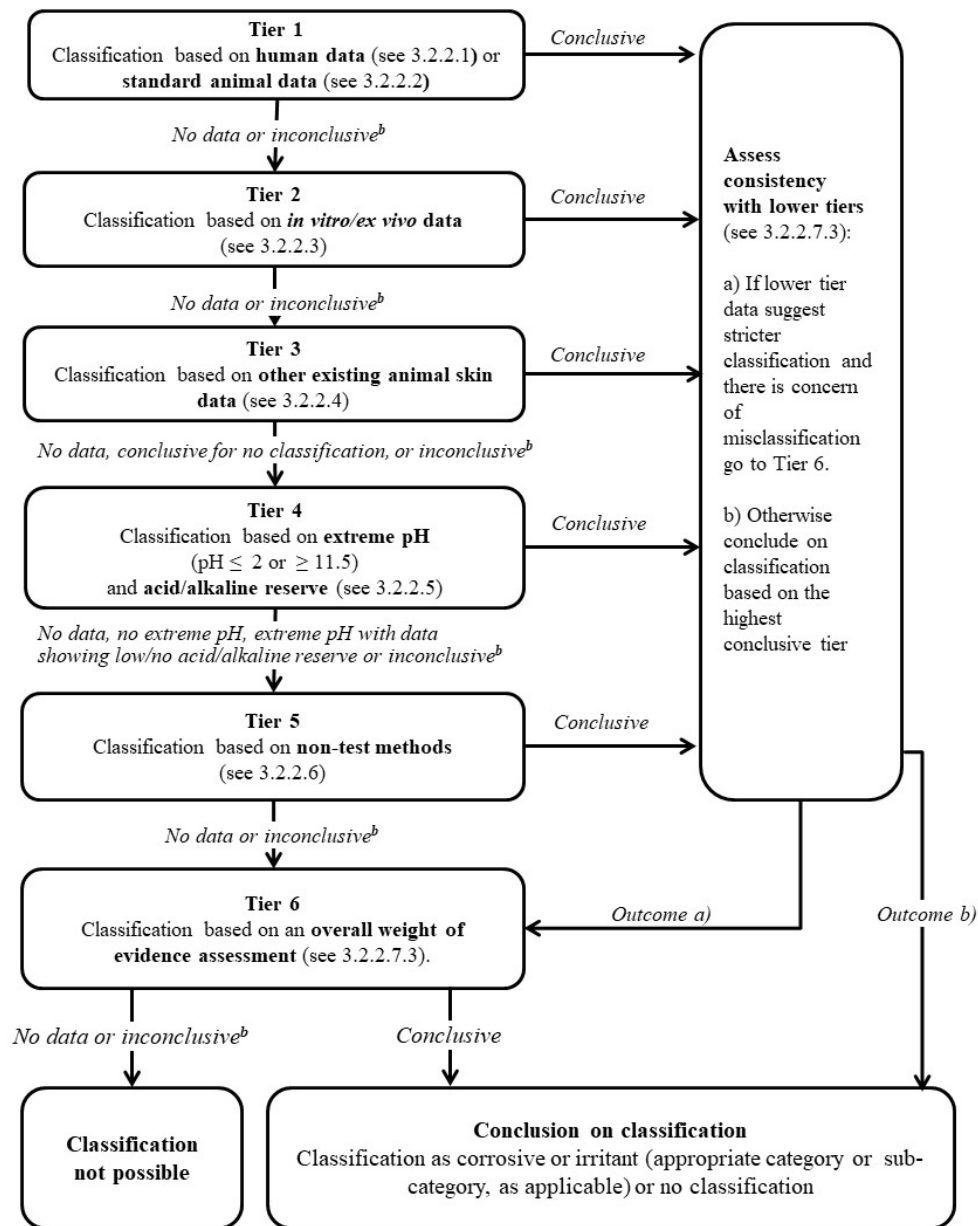 Tier 1
Classification based on human data (see 3.2.2.1) or
standard animal data (see 3.2.2.2)
Conclusive
No data or inconclusiveᵇ
Tier 2
Classification based on in vitro/ex vivo data
(see 3.2.2.3)
Conclusive
No data or inconclusiveᵇ
Tier 3
Classification based on other existing animal skin
data (see 3.2.2.4)
Conclusive
No data, conclusive for no classification, or inconclusiveᵇ
Tier 4
Classification based on extreme pH
(pH ≤ 2 or ≥ 11.5)
and acid/alkaline reserve (see 3.2.2.5)
Conclusive
No data, no extreme pH, extreme pH with data
showing low/no acid/alkaline reserve or inconclusiveᵇ
Tier 5
Classification based on non-test methods
(see 3.2.2.6)
Conclusive
No data or inconclusiveᵇ
Assess
consistency
with lower tiers
(see 3.2.2.7.3):
a) If lower tier
data suggest
stricter
classification and
there is concern
of
misclassification
go to Tier 6.
b) Otherwise
conclude on
classification
based on the
highest
conclusive tier
Tier 6
Classification based on an overall weight of
evidence assessment (see 3.2.2.7.3).
Outcome a)
Outcome b)
No data or inconclusiveᵇ
Conclusive
Classification
not possible
Conclusion on classification
Classification as corrosive or irritant (appropriate category or sub-
category, as applicable) or no classification